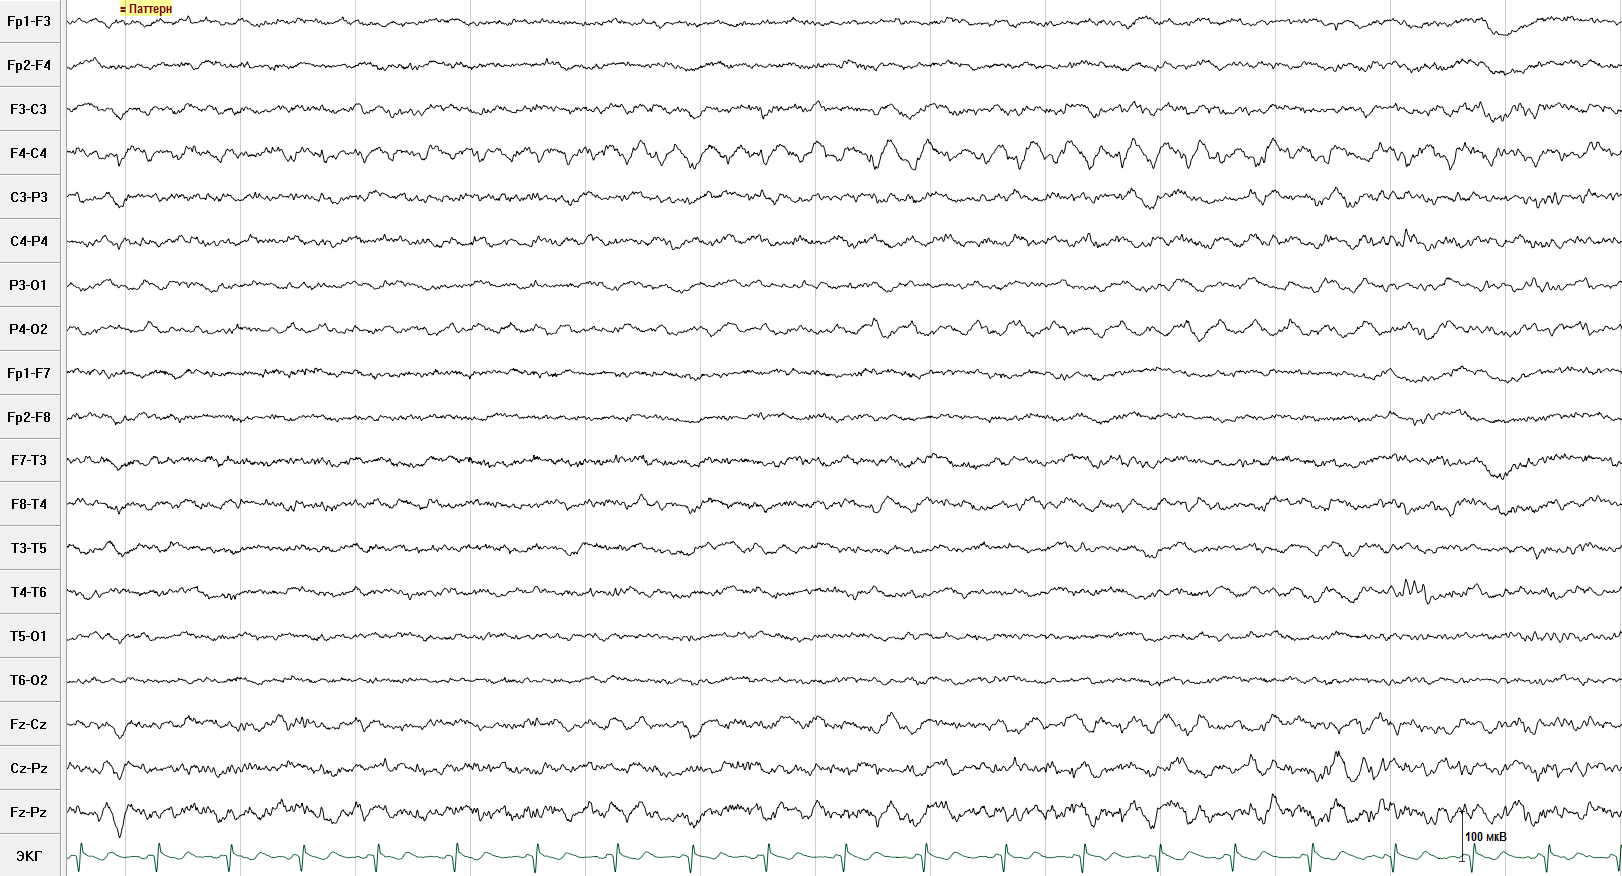 = Паттерн
Fp1-F3
Fp2-F4
F3-C3
F4-C4
C3-P3
C4-P4
P3-O1
P4-O2
Fp1-F7
Fp2-F8
F7-T3
F8-T4
T3-T5
T4-T6
T5-O1
T6-O2
Fz-Cz
Cz-Pz
Fz-Pz
100 мкВ
ЭКГ